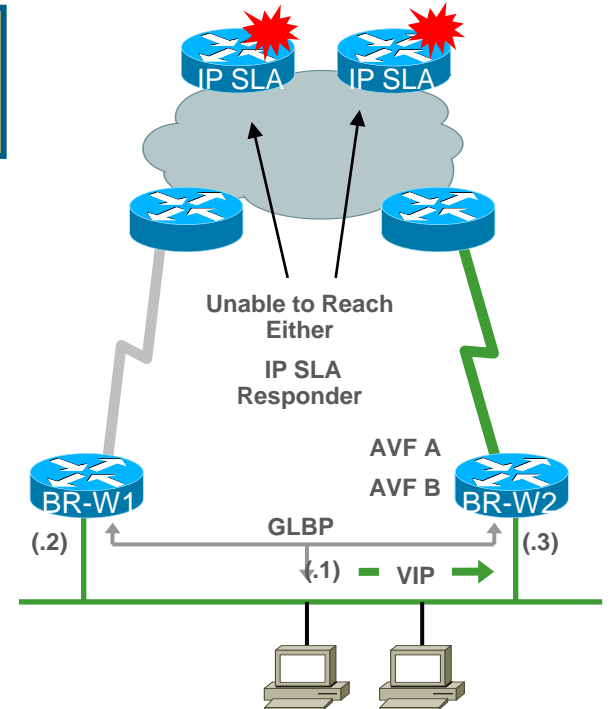 IP SLA
IP SLA
Unable to Reach
Either
IP SLA
Responder
AVF A
AVF B
BR-W1
BR-W2
GLBP
(.2)
(.1)
VIP
(.3)